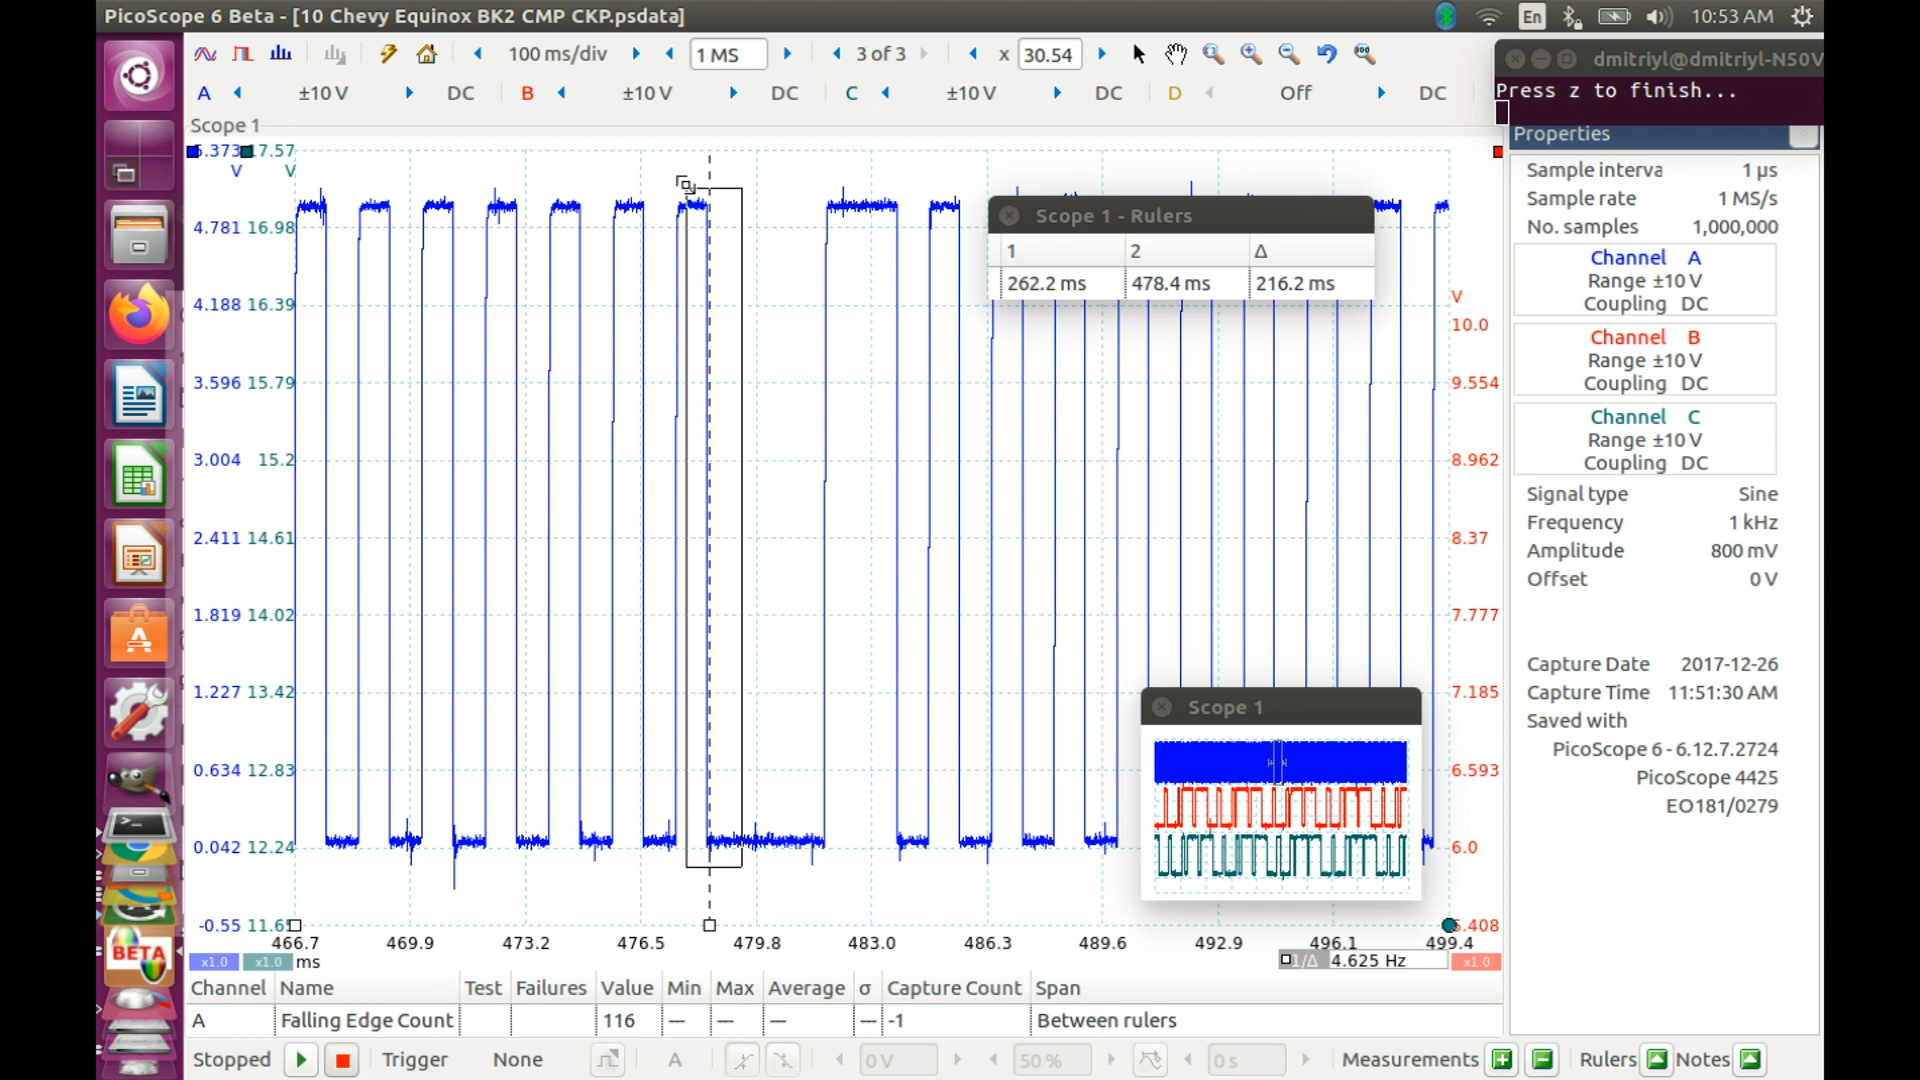 PicoScope 6 Beta - [10 Chevy Equinox BK2 CMP CKP.psdata]
En
10:53 AM
100 ms/div
1 MS
3 of 3
x 30.54
dmitriyl@dmitriyl-N50V
Press z to finish...
A ±10 V DC B ±10 V DC C ±10 V DC D Off DC
Scope 1
Properties
Sample interva 1 µs
Sample rate 1 MS/s
No. samples 1,000,000
Channel A
Range ±10 V
Coupling DC
Channel B
Range ±10 V
Coupling DC
Channel C
Range ±10 V
Coupling DC
Signal type Sine
Frequency 1 kHz
Amplitude 800 mV
Offset 0 V
Capture Date 2017-12-26
Capture Time 11:51:30 AM
Saved with
PicoScope 6 - 6.12.7.2724
PicoScope 4425
EO181/0279
5.373 17.57
V V
4.781 16.98
4.188 16.39
3.596 15.79
3.004 15.2
2.411 14.61
1.819 14.02
1.227 13.42
0.634 12.83
0.042 12.24
-0.55 11.65
Scope 1 - Rulers
1 2 Δ
262.2 ms 478.4 ms 216.2 ms
V
10.0
9.554
8.962
8.37
7.777
7.185
6.593
6.0
5.408
Scope 1
466.7 469.9 473.2 476.5 479.8 483.0 486.3 489.6 492.9 496.1 499.4
x1.0 x1.0 ms
1/Δ 4.625 Hz
x1.0
BETA
Channel Name Test Failures Value Min Max Average σ Capture Count Span
A Falling Edge Count 116 --- --- --- --- -1 Between rulers
Stopped Trigger None A 0 V 50 % 0 s Measurements Rulers Notes